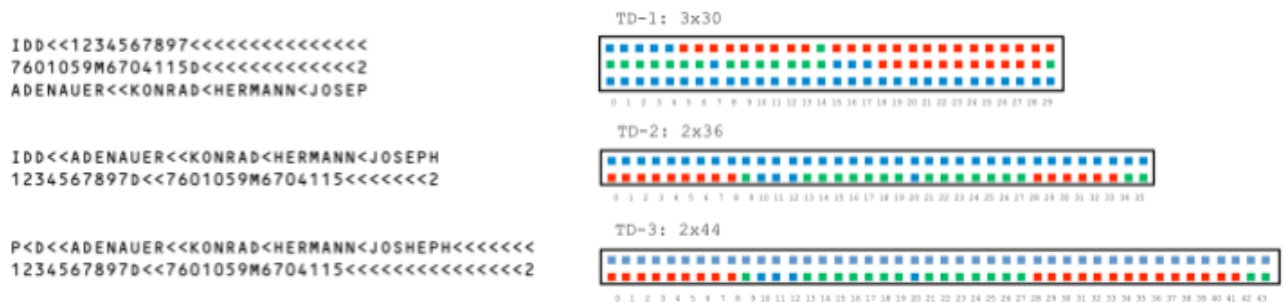 TD-1: 3x30
IDD<<1234567897<<<<<<<<<<<<<<<
7601059M6704115D<<<<<<<<<<<<<2
ADENAUER<<KONRAD<HERMANN<JOSEP
0 1 2 3 4 5 6 7 8 9 10 11 12 13 14 15 16 17 18 19 20 21 22 23 24 25 26 27 28 29
TD-2: 2x36
IDD<<ADENAUER<<KONRAD<HERMANN<JOSEPH
1234567897D<<7601059M6704115<<<<<<<2
0 1 2 3 4 5 6 7 8 9 10 11 12 13 14 15 16 17 18 19 20 21 22 23 24 25 26 27 28 29 30 31 32 33 34 35
TD-3: 2x44
P<D<<ADENAUER<<KONRAD<HERMANN<JOSHEPH<<<<<<<
1234567897D<<7601059M6704115<<<<<<<<<<<<<<<2
0 1 2 3 4 5 6 7 8 9 10 11 12 13 14 15 16 17 18 19 20 21 22 23 24 25 26 27 28 29 30 31 32 33 34 35 36 37 38 39 40 41 42 43